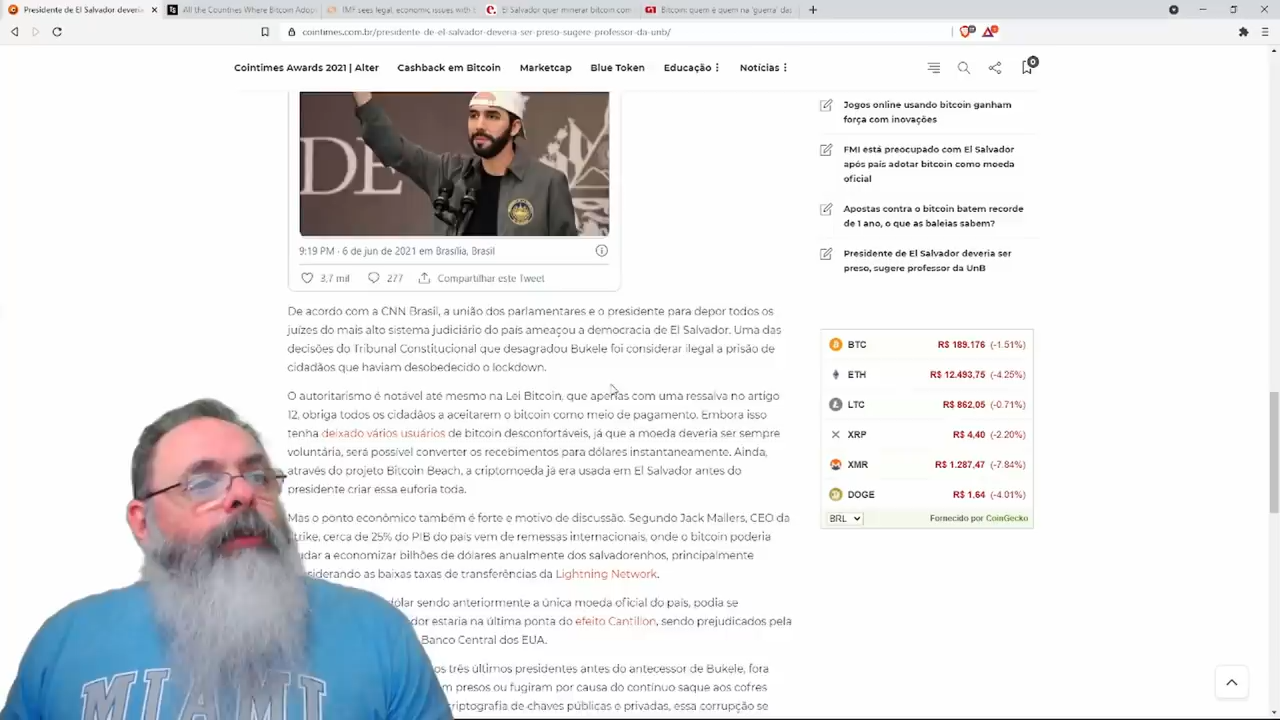 Presidente de El Salvador deveria
All the Countries Where Bitcoin Adop
IMF sees legal, economic issues with
El Salvador quer minerar bitcoin com
Bitcoin: quem é quem na 'guerra' das
cointimes.com.br/presidente-de-el-salvador-deveria-ser-preso-sugere-professor-da-unb/
Cointimes Awards 2021 | Alter
Cashback em Bitcoin
Marketcap
Blue Token
Educação
Notícias
0
DE
9:19 PM · 6 de jun de 2021 em Brasília, Brasil
3,7 mil
277
Compartilhar este Tweet
De acordo com a CNN Brasil, a união dos parlamentares e o presidente para depor todos os
juízes do mais alto sistema judiciário do país ameaçou a democracia de El Salvador. Uma das
decisões do Tribunal Constitucional que desagradou Bukele foi considerar ilegal a prisão de
cidadãos que haviam desobedecido o lockdown.
O autoritarismo é notável até mesmo na Lei Bitcoin, que apenas com uma ressalva no artigo
12, obriga todos os cidadãos a aceitarem o bitcoin como meio de pagamento. Embora isso
tenha deixado vários usuários de bitcoin desconfortáveis, já que a moeda deveria ser sempre
voluntária, será possível converter os recebimentos para dólares instantaneamente. Ainda,
através do projeto Bitcoin Beach, a criptomoeda já era usada em El Salvador antes do
presidente criar essa euforia toda.
Mas o ponto econômico também é forte e motivo de discussão. Segundo Jack Mallers, CEO da
trike, cerca de 25% do PIB do país vem de remessas internacionais, onde o bitcoin poderia
udar a economizar bilhões de dólares anualmente dos salvadorenhos, principalmente
siderando as baixas taxas de transferências da Lightning Network.
ólar sendo anteriormente a única moeda oficial do país, podia se
dor estaria na última ponta do efeito Cantillon, sendo prejudicados pela
Banco Central dos EUA.
os três últimos presidentes antes do antecessor de Bukele, fora
m presos ou fugiram por causa do contínuo saque aos cofres
criptografia de chaves públicas e privadas, essa corrupção se
Jogos online usando bitcoin ganham
força com inovações
FMI está preocupado com El Salvador
após país adotar bitcoin como moeda
oficial
Apostas contra o bitcoin batem recorde
de 1 ano, o que as baleias sabem?
Presidente de El Salvador deveria ser
preso, sugere professor da UnB
BTC R$ 189.176 (-1.51%)
ETH R$ 12.493,75 (-4.25%)
LTC R$ 862,05 (-0.71%)
XRP R$ 4,40 (-2.20%)
XMR R$ 1.287,47 (-7.84%)
DOGE R$ 1,64 (-4.01%)
BRL
Fornecido por CoinGecko
MIAMI